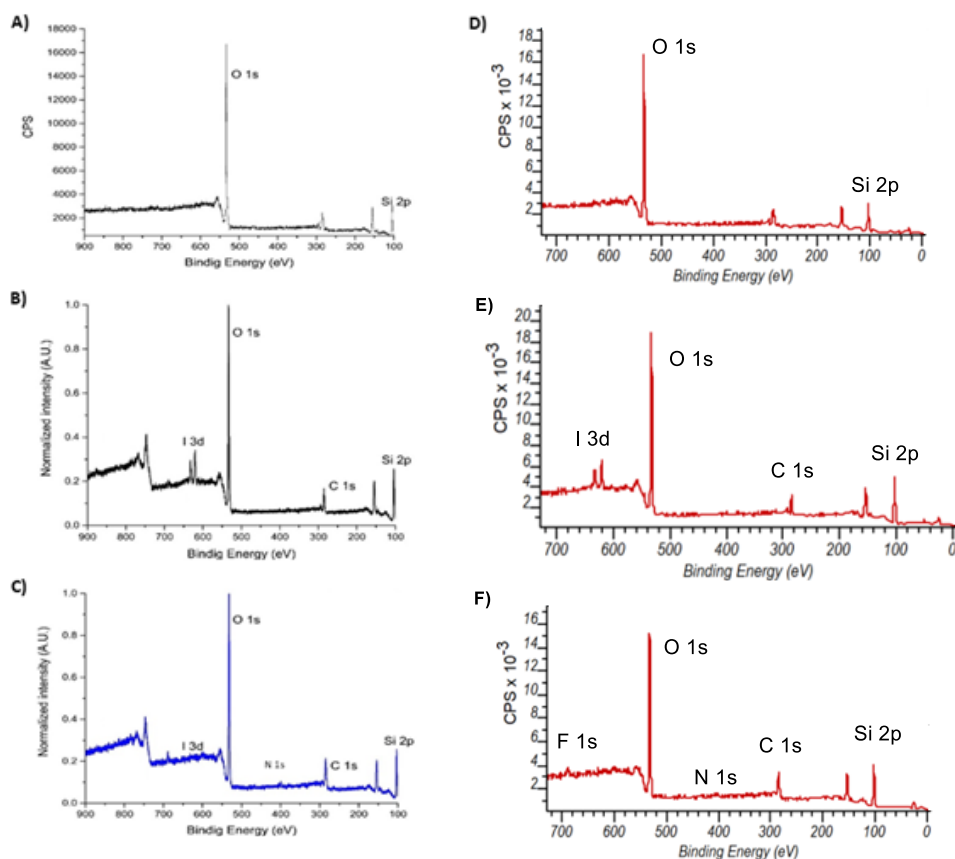 A)
18000
16000
14000
12000
10000
8000
6000
4000
2000
CPS
O 1s
Si 2p
900 800 700 600 500 400 300 200 100
Bindig Energy (eV)
D)
18
16
14
12
10
8
6
4
2
CPS x 10⁻³
O 1s
Si 2p
700 600 500 400 300 200 100 0
Binding Energy (eV)
B)
1.0
0.8
0.6
0.4
0.2
0.0
Normalized intensity (A.U.)
O 1s
I 3d
C 1s
Si 2p
900 800 700 600 500 400 300 200 100
Bindig Energy (eV)
E)
20
18
16
14
12
10
8
6
4
2
CPS x 10⁻³
O 1s
I 3d
C 1s
Si 2p
700 600 500 400 300 200 100 0
Binding Energy (eV)
C)
1.0
0.8
0.6
0.4
0.2
0.0
Normalized intensity (A.U.)
O 1s
I 3d
N 1s
C 1s
Si 2p
900 800 700 600 500 400 300 200 100
Bindig Energy (eV)
F)
16
14
12
10
8
6
4
2
CPS x 10⁻³
O 1s
F 1s
N 1s
C 1s
Si 2p
700 600 500 400 300 200 100 0
Binding Energy (eV)